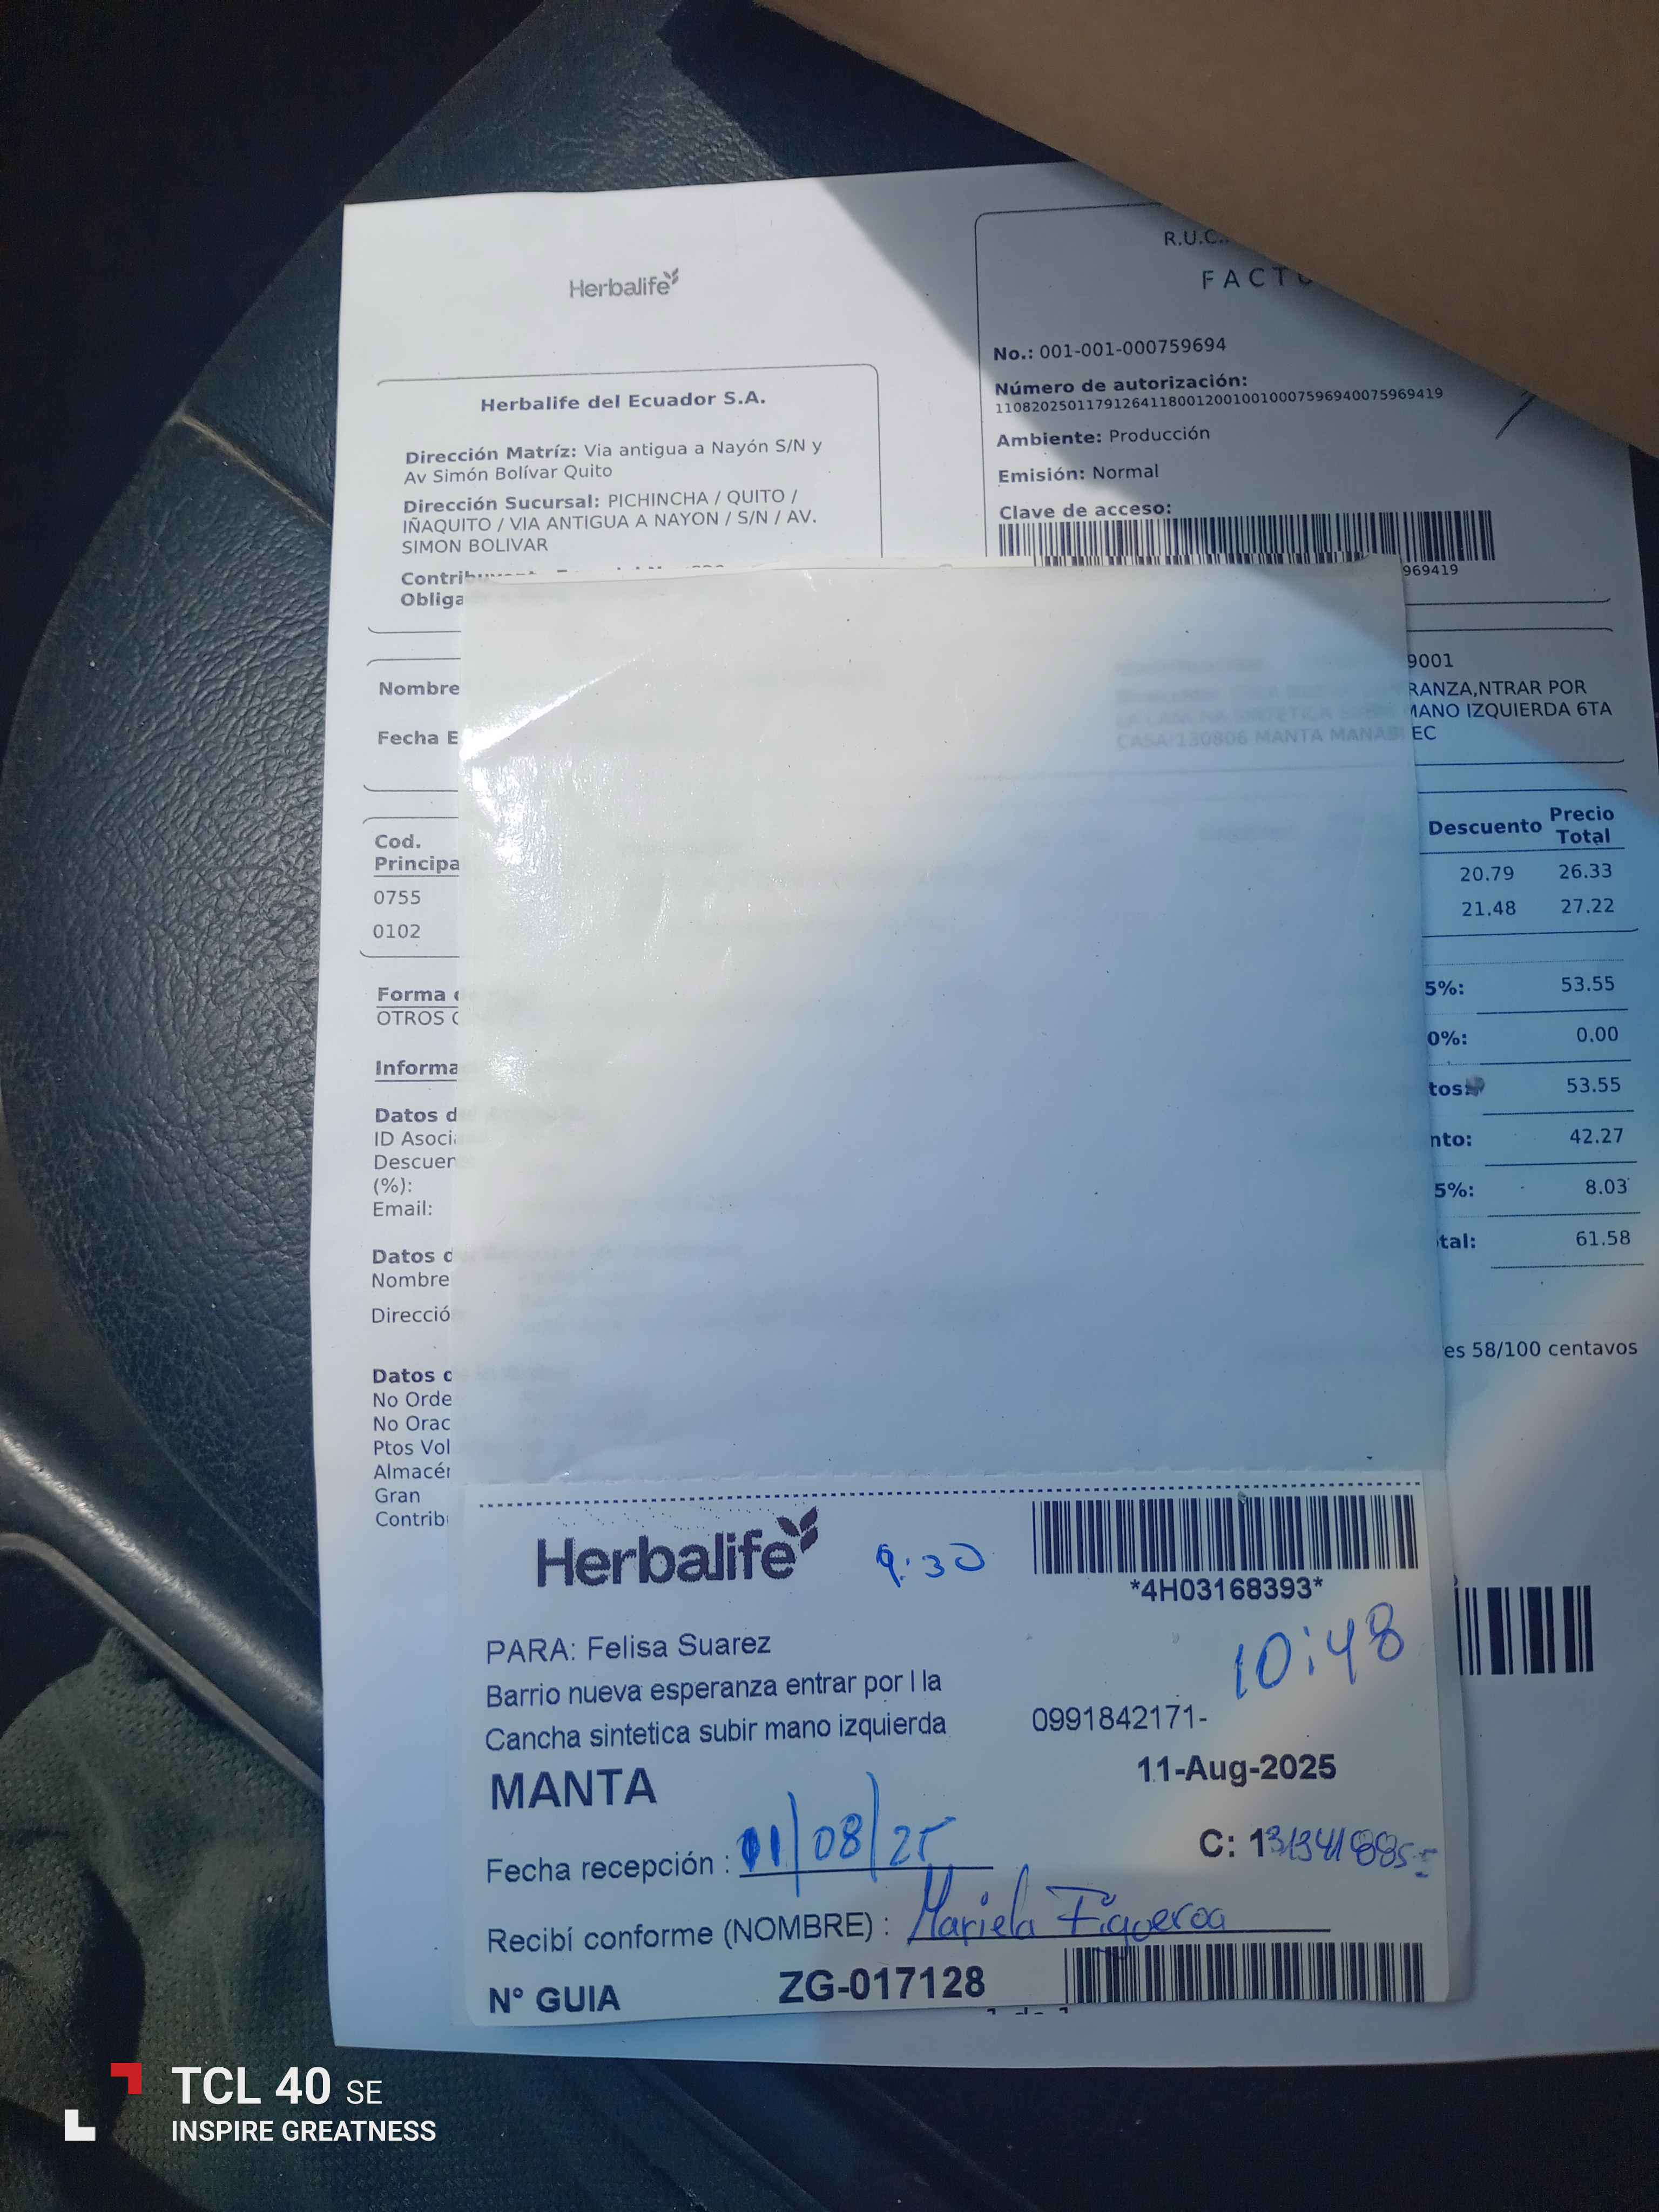 Herbalife
R.U.C.
FACTU
Herbalife del Ecuador S.A.
Dirección Matríz: Via antigua a Nayón S/N y
Av Simón Bolívar Quito
Dirección Sucursal: PICHINCHA / QUITO /
IÑAQUITO / VIA ANTIGUA A NAYON / S/N / AV.
SIMON BOLIVAR
Obliga
No.: 001-001-000759694
Número de autorización:
1108202501179126411800120010010007596940075969419
Ambiente: Producción
Emisión: Normal
Clave de acceso:
969419
Nombre
Fecha E
9001
RANZA,NTRAR POR
MANO IZQUIERDA 6TA
CASA 130806 MANTA MANABI EC
Cod.
Principa
Descuento
Precio
Total
0755
20.79 26.33
0102
21.48 27.22
Forma
OTROS
Informa
Datos d
ID Asoci
Descuen
(%):
Email:
Datos d
Nombre
Direcció
Datos
No Orde
No Orac
Ptos Vol
Almacén
Gran
Contrib
5%: 53.55
0%: 0.00
tos: 53.55
nto: 42.27
5%: 8.03
tal: 61.58
es 58/100 centavos
Herbalife
9:30
*4H03168393*
PARA: Felisa Suarez
10:48
Barrio nueva esperanza entrar por l la
Cancha sintetica subir mano izquierda
0991842171-
MANTA
11-Aug-2025
Fecha recepción : 11/08/25
C: 1313418859
Recibí conforme (NOMBRE) : Mariela Figueroa
N° GUIA ZG-017128
TCL 40 SE
INSPIRE GREATNESS